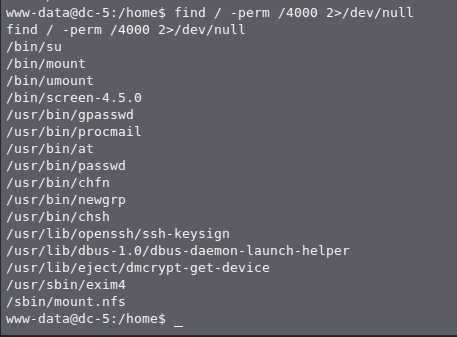 www-data@dc-5:/home$ find / -perm /4000 2>/dev/null
find / -perm /4000 2>/dev/null
/bin/su
/bin/mount
/bin/umount
/bin/screen-4.5.0
/usr/bin/gpasswd
/usr/bin/procmail
/usr/bin/at
/usr/bin/passwd
/usr/bin/chfn
/usr/bin/newgrp
/usr/bin/chsh
/usr/lib/openssh/ssh-keysign
/usr/lib/dbus-1.0/dbus-daemon-launch-helper
/usr/lib/eject/dmcrypt-get-device
/usr/sbin/exim4
/sbin/mount.nfs
www-data@dc-5:/home$ _